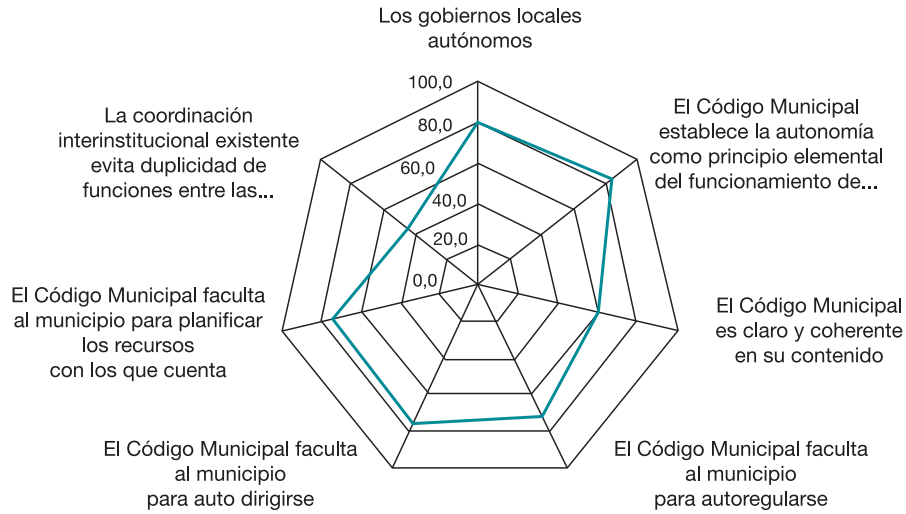 Los gobiernos locales
autónomos
El Código Municipal
establece la autonomía
como principio elemental
del funcionamiento de...
El Código Municipal
es claro y coherente
en su contenido
El Código Municipal faculta
al municipio
para autoregularse
El Código Municipal faculta
al municipio
para auto dirigirse
El Código Municipal faculta
al municipio para planificar
los recursos
con los que cuenta
La coordinación
interinstitucional existente
evita duplicidad de
funciones entre las...
100,0
80,0
60,0
40,0
20,0
0,0